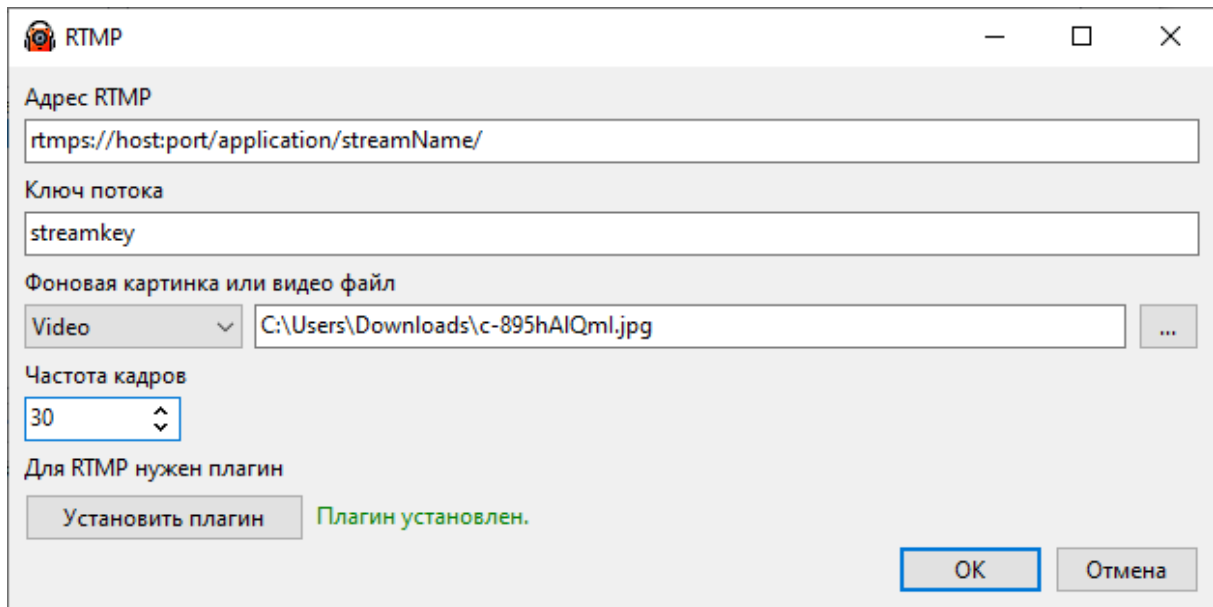 RTMP
Адрес RTMP
rtmps://host:port/application/streamName/
Ключ потока
streamkey
Фоновая картинка или видео файл
Video C:\Users\Downloads\c-895hAlQmI.jpg ...
Частота кадров
30
Для RTMP нужен плагин
Установить плагин Плагин установлен.
OK Отмена